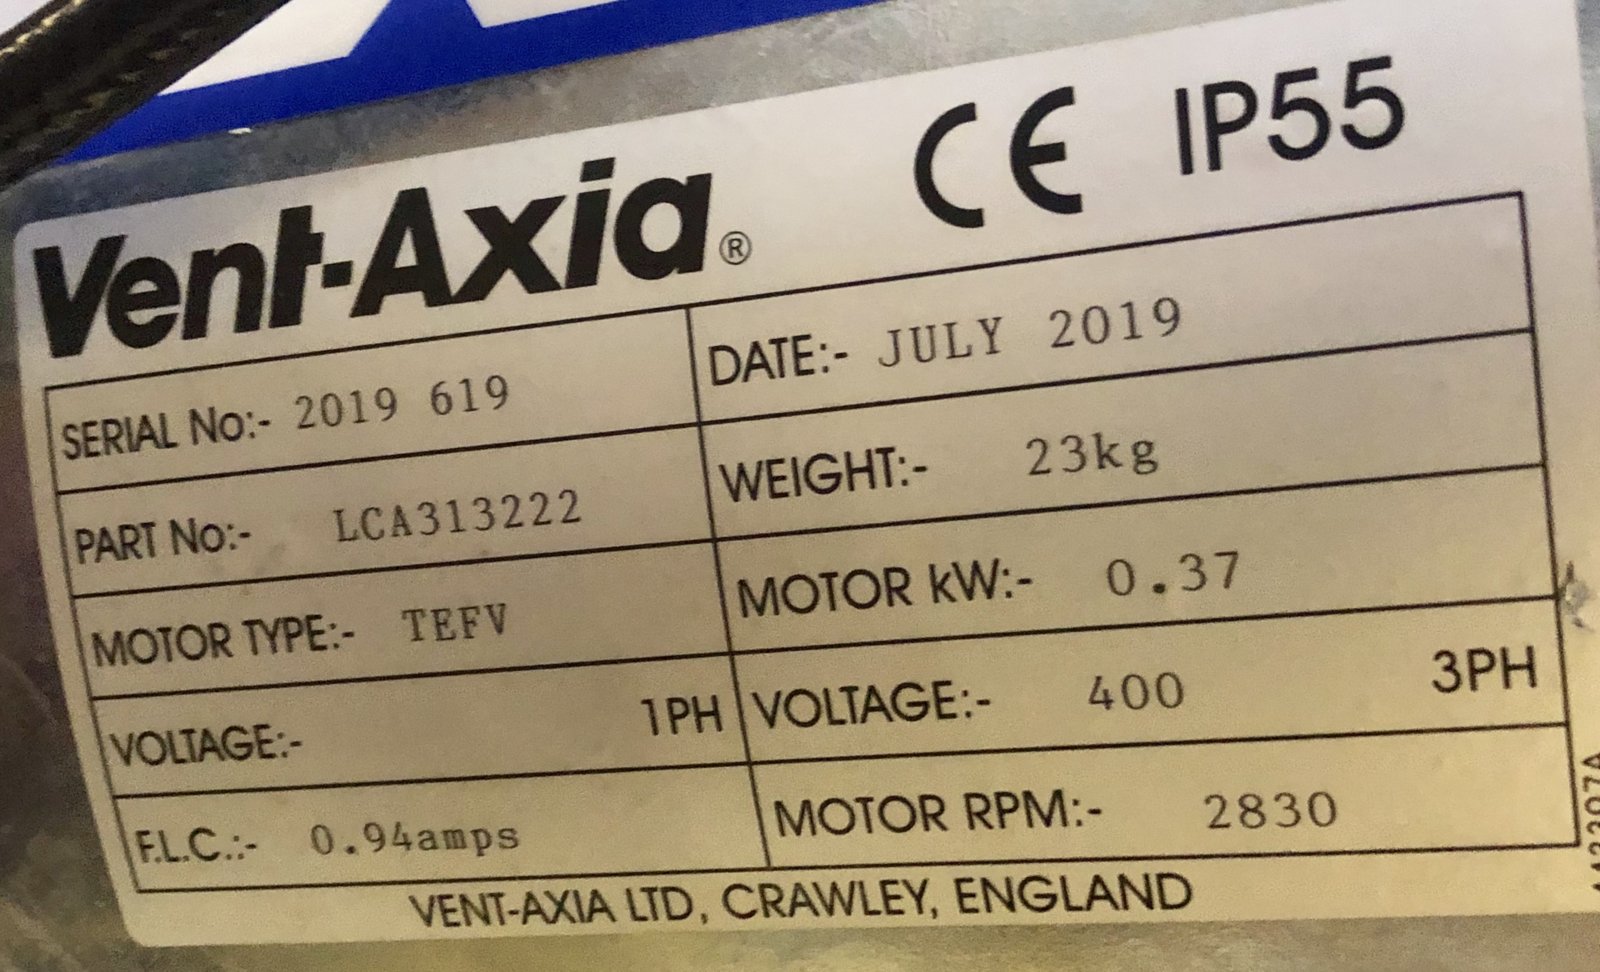 Vent-Axia® CE IP55
SERIAL No:- 2019 619 DATE:- JULY 2019
PART No:- LCA313222 WEIGHT:- 23kg
MOTOR TYPE:- TEFV MOTOR kW:- 0.37
VOLTAGE:- 1PH VOLTAGE:- 400 3PH
F.L.C.:- 0.94amps MOTOR RPM:- 2830
VENT-AXIA LTD, CRAWLEY, ENGLAND